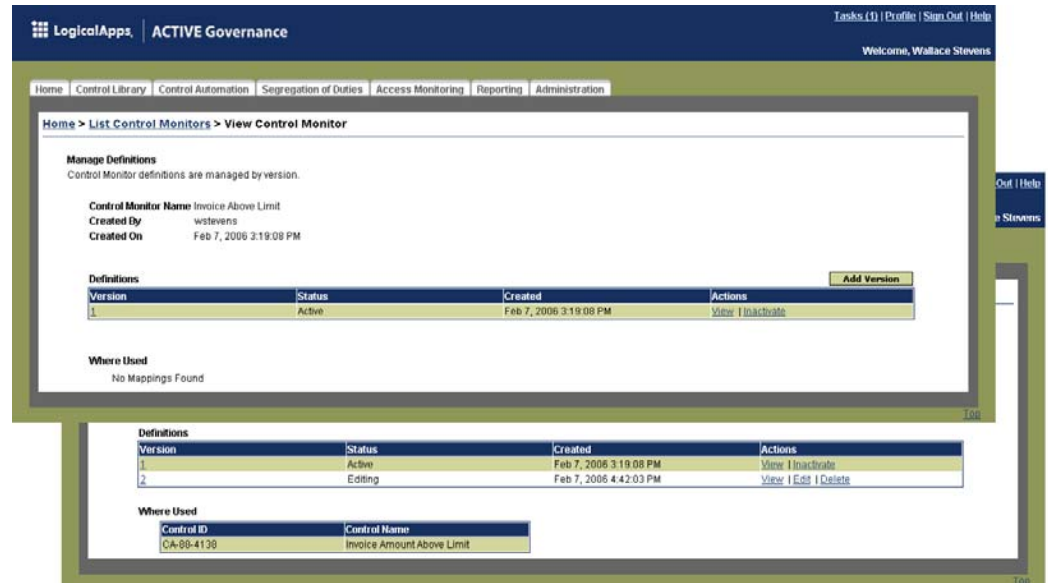 Tasks (1) | Profile | Sign Out | Help
LogicalApps. | ACTIVE Governance
Welcome, Wallace Stevens
Home Control Library Control Automation Segregation of Duties Access Monitoring Reporting Administration
Home > List Control Monitors > View Control Monitor
Manage Definitions
Control Monitor definitions are managed by version.
Control Monitor Name Invoice Above Limit
Created By wstevens
Created On Feb 7, 2006 3:19:08 PM
Definitions Add Version
Version Status Created Actions
1 Active Feb 7, 2006 3:19:08 PM View | Inactivate
Where Used
No Mappings Found
Top
Out | Help
e Stevens
Definitions
Version Status Created Actions
1 Active Feb 7, 2006 3:19:08 PM View | Inactivate
2 Editing Feb 7, 2006 4:42:03 PM View | Edit | Delete
Where Used
Control ID Control Name
CA-88-4138 Invoice Amount Above Limit
Top